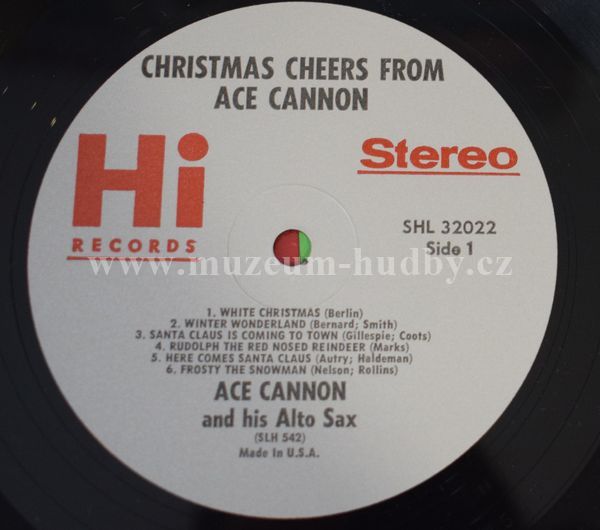 CHRISTMAS CHEERS FROM
ACE CANNON
Hi
RECORDS
Stereo
SHL 32022
Side 1
www.muzeum-hudby.cz
1. WHITE CHRISTMAS (Berlin)
2. WINTER WONDERLAND (Bernard; Smith)
3. SANTA CLAUS IS COMING TO TOWN (Gillespie; Coots)
4. RUDOLPH THE RED NOSED REINDEER (Marks)
5. HERE COMES SANTA CLAUS (Autry; Haldeman)
6. FROSTY THE SNOWMAN (Nelson; Rollins)
ACE CANNON
and his Alto Sax
(SLH 542)
Made In U.S.A.